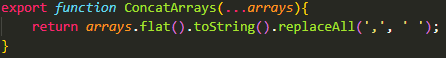 export function ConcatArrays(...arrays){
    return arrays.flat().toString().replaceAll(',', ' ');
}